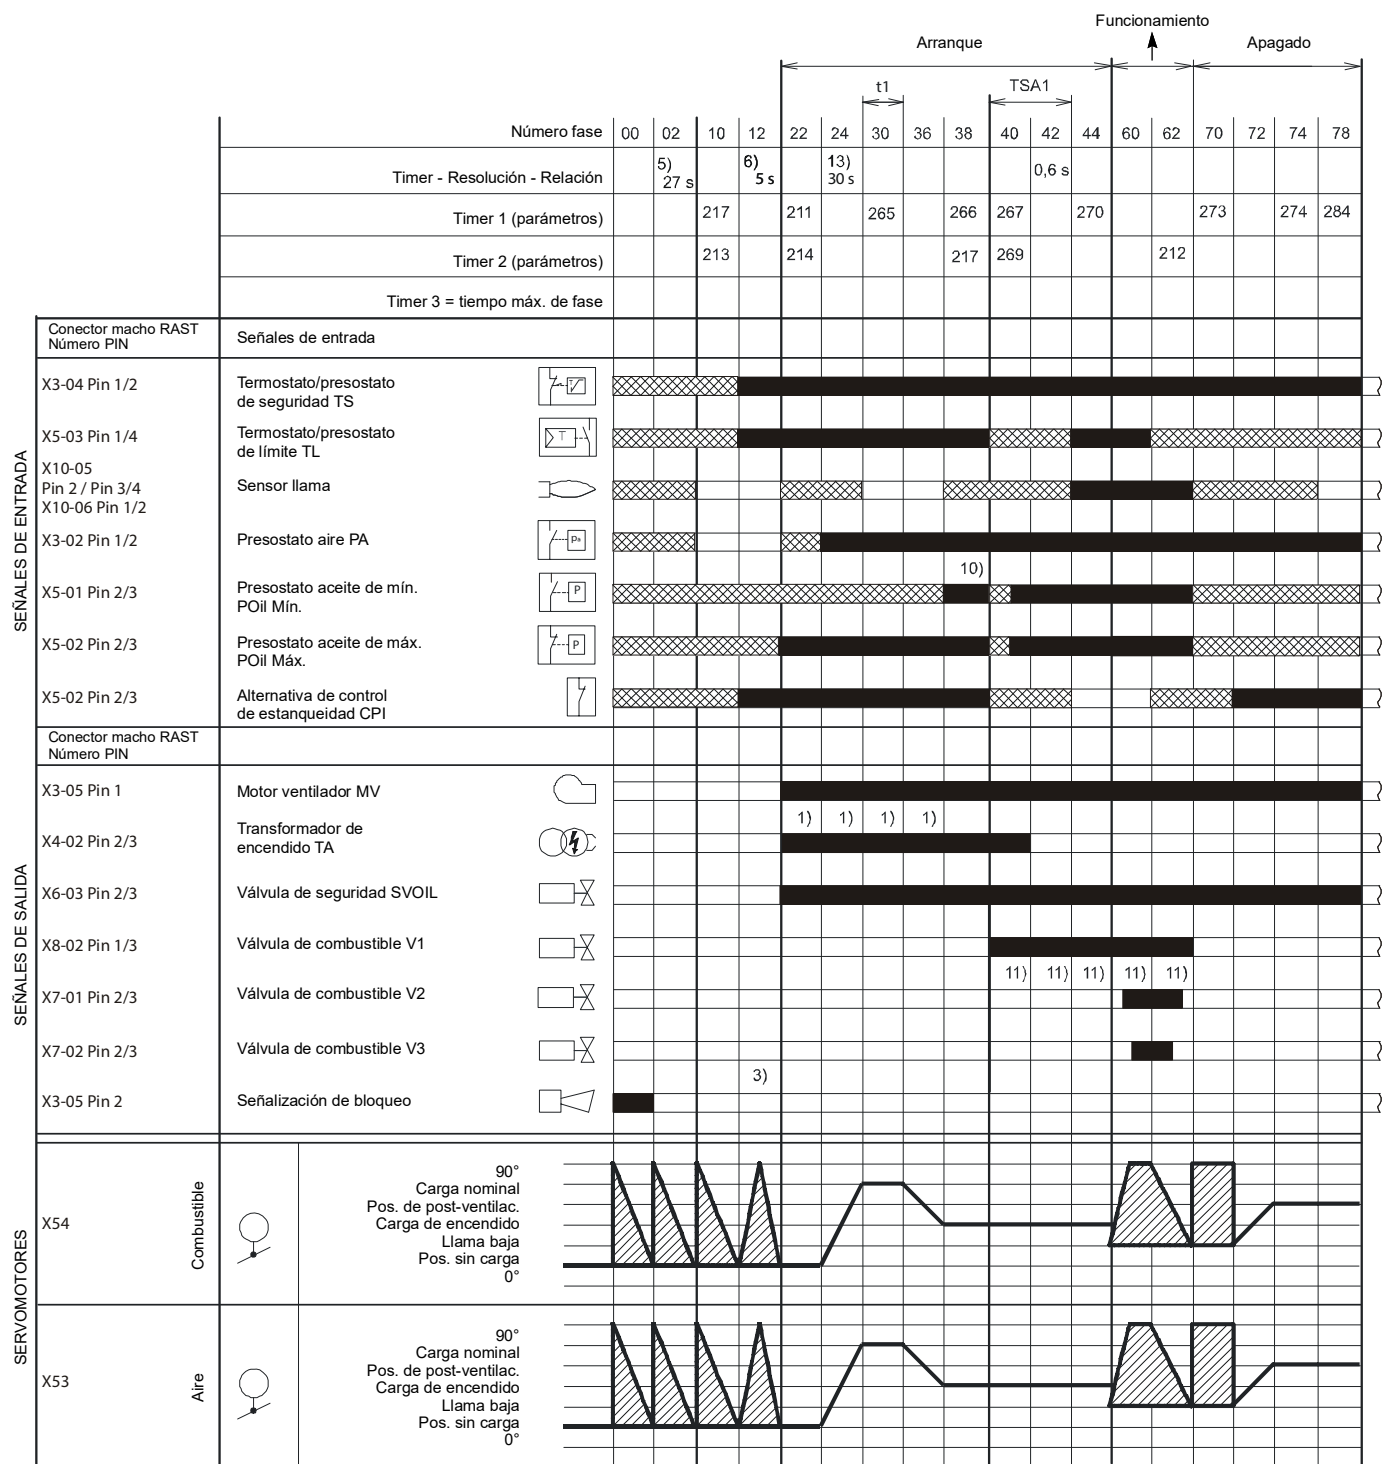 Funcionamiento
Arranque
Apagado
t1
TSA1
Número fase 00 02 10 12 22 24 30 36 38 40 42 44 60 62 70 72 74 78
Timer - Resolución - Relación 5) 27 s 6) 5 s 13) 30 s 0,6 s
Timer 1 (parámetros) 217 211 265 266 267 270 273 274 284
Timer 2 (parámetros) 213 214 217 269 212
Timer 3 = tiempo máx. de fase
Conector macho RAST
Número PIN
Señales de entrada
SEÑALES DE ENTRADA
X3-04 Pin 1/2
Termostato/presostato
de seguridad TS
X5-03 Pin 1/4
Termostato/presostato
de límite TL
T
X10-05
Pin 2 / Pin 3/4
X10-06 Pin 1/2
Sensor llama
X3-02 Pin 1/2
Presostato aire PA
Pa
10)
X5-01 Pin 2/3
Presostato aceite de mín.
POil Mín.
P
X5-02 Pin 2/3
Presostato aceite de máx.
POil Máx.
P
X5-02 Pin 2/3
Alternativa de control
de estanqueidad CPI
Conector macho RAST
Número PIN
SEÑALES DE SALIDA
X3-05 Pin 1
Motor ventilador MV
1) 1) 1) 1)
X4-02 Pin 2/3
Transformador de
encendido TA
X6-03 Pin 2/3
Válvula de seguridad SVOIL
X8-02 Pin 1/3
Válvula de combustible V1
11) 11) 11) 11) 11)
X7-01 Pin 2/3
Válvula de combustible V2
X7-02 Pin 2/3
Válvula de combustible V3
3)
X3-05 Pin 2
Señalización de bloqueo
SERVOMOTORES
X54
Combustible
90°
Carga nominal
Pos. de post-ventilac.
Carga de encendido
Llama baja
Pos. sin carga
0°
X53
Aire
90°
Carga nominal
Pos. de post-ventilac.
Carga de encendido
Llama baja
Pos. sin carga
0°